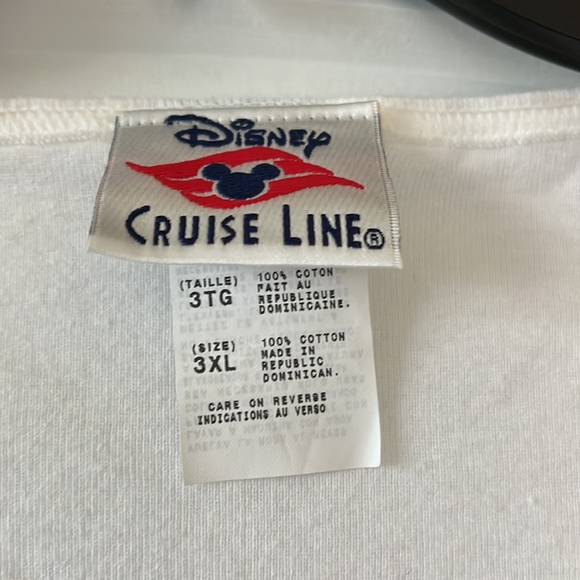 Disney
CRUISE LINE®
(TAILLE) 100% COTON
3TG FAIT AU
REPUBLIQUE
DOMINICAINE.
(SIZE) 100% COTTON
3XL MADE IN
REPUBLIC
DOMINICAN.
CARE ON REVERSE
INDICATIONS AU VERSO